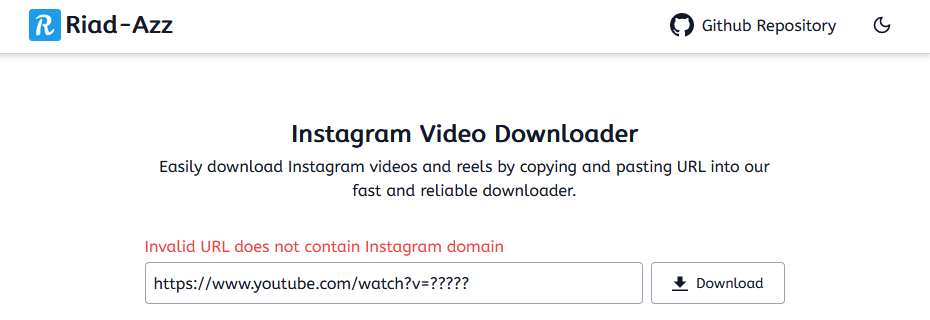 R Riad-Azz
Github Repository
Instagram Video Downloader
Easily download Instagram videos and reels by copying and pasting URL into our
fast and reliable downloader.
Invalid URL does not contain Instagram domain
https://www.youtube.com/watch?v=?????
Download